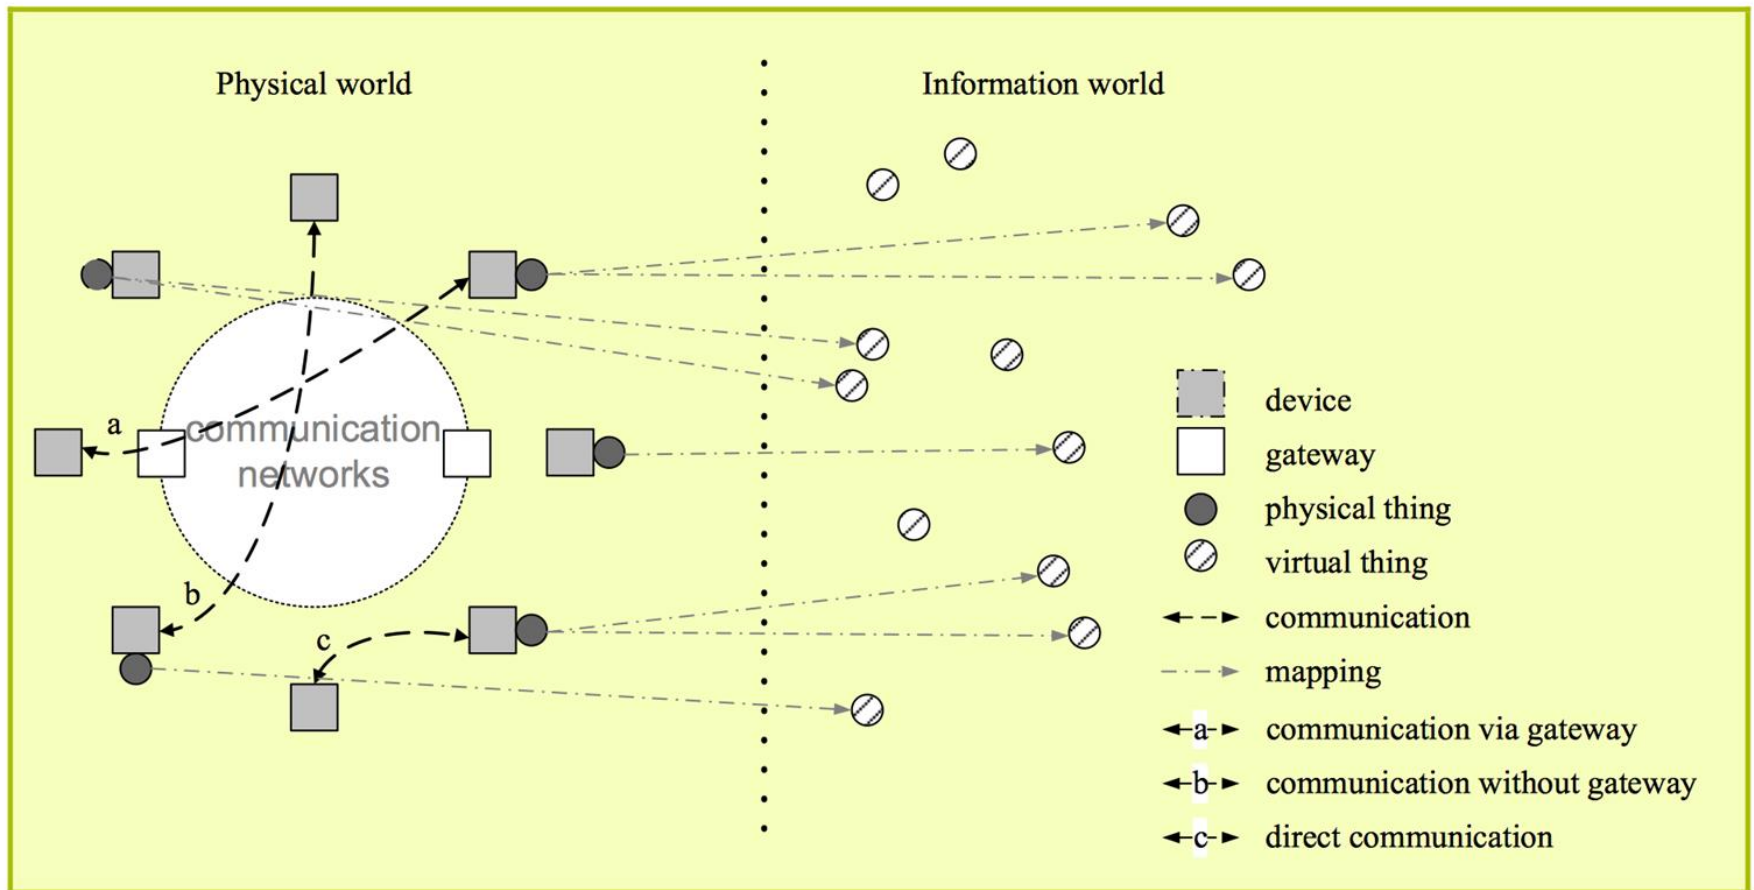 Physical world
Information world
a
communication
networks
b
c
device
gateway
physical thing
virtual thing
communication
mapping
a communication via gateway
b communication without gateway
c direct communication